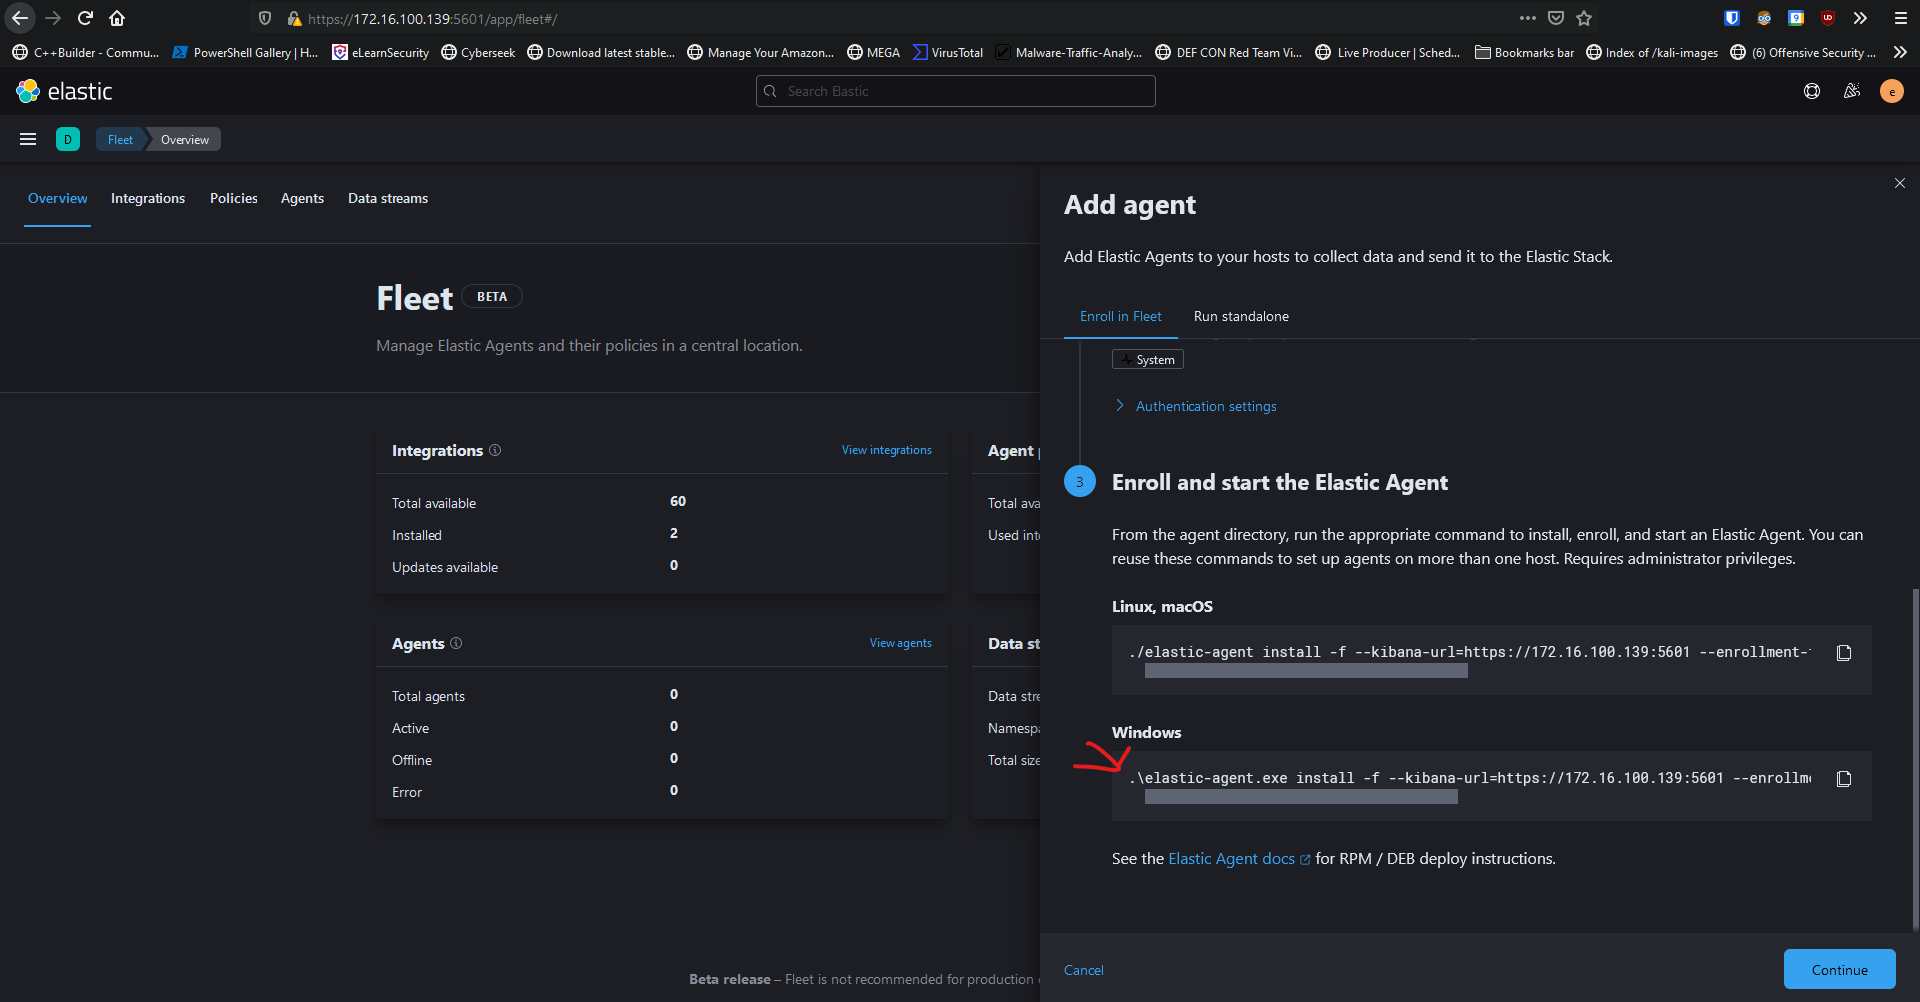 https://172.16.100.139:5601/app/fleet#/
C++Builder - Commu...
PowerShell Gallery | H...
eLearnSecurity
Cyberseek
Download latest stable...
Manage Your Amazon...
MEGA
VirusTotal
Malware-Traffic-Analy...
DEF CON Red Team Vi...
Live Producer | Sched...
Bookmarks bar
Index of /kali-images
(6) Offensive Security ...
elastic
Search Elastic
e
D
Fleet
Overview
Overview
Integrations
Policies
Agents
Data streams
Fleet
BETA
Manage Elastic Agents and their policies in a central location.
Integrations
View integrations
Total available 60
Installed 2
Updates available 0
Agent p
Total ava
Used inte
Agents
View agents
Total agents 0
Active 0
Offline 0
Error 0
Data st
Data stre
Namespa
Total size
Beta release – Fleet is not recommended for production
Add agent
Add Elastic Agents to your hosts to collect data and send it to the Elastic Stack.
Enroll in Fleet
Run standalone
System
Authentication settings
3
Enroll and start the Elastic Agent
From the agent directory, run the appropriate command to install, enroll, and start an Elastic Agent. You can
reuse these commands to set up agents on more than one host. Requires administrator privileges.
Linux, macOS
./elastic-agent install -f --kibana-url=https://172.16.100.139:5601 --enrollment-
Windows
.\elastic-agent.exe install -f --kibana-url=https://172.16.100.139:5601 --enrollm
See the Elastic Agent docs for RPM / DEB deploy instructions.
Cancel
Continue